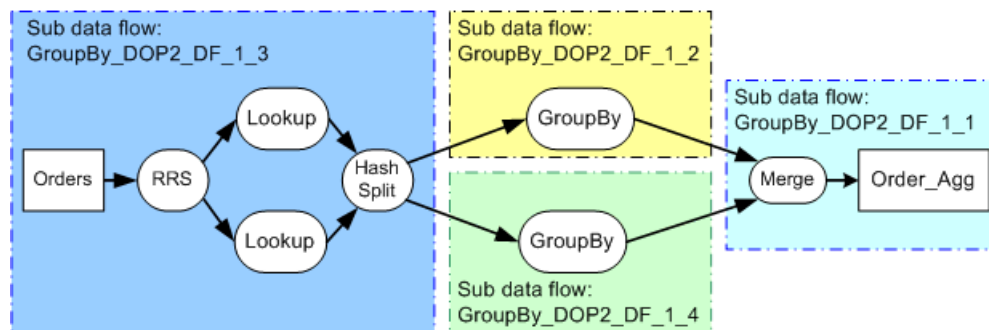 Sub data flow:
GroupBy_DOP2_DF_1_3
Orders
RRS
Lookup
Lookup
Hash
Split
Sub data flow:
GroupBy_DOP2_DF_1_2
GroupBy
GroupBy
Sub data flow:
GroupBy_DOP2_DF_1_4
Sub data flow:
GroupBy_DOP2_DF_1_1
Merge
Order_Agg